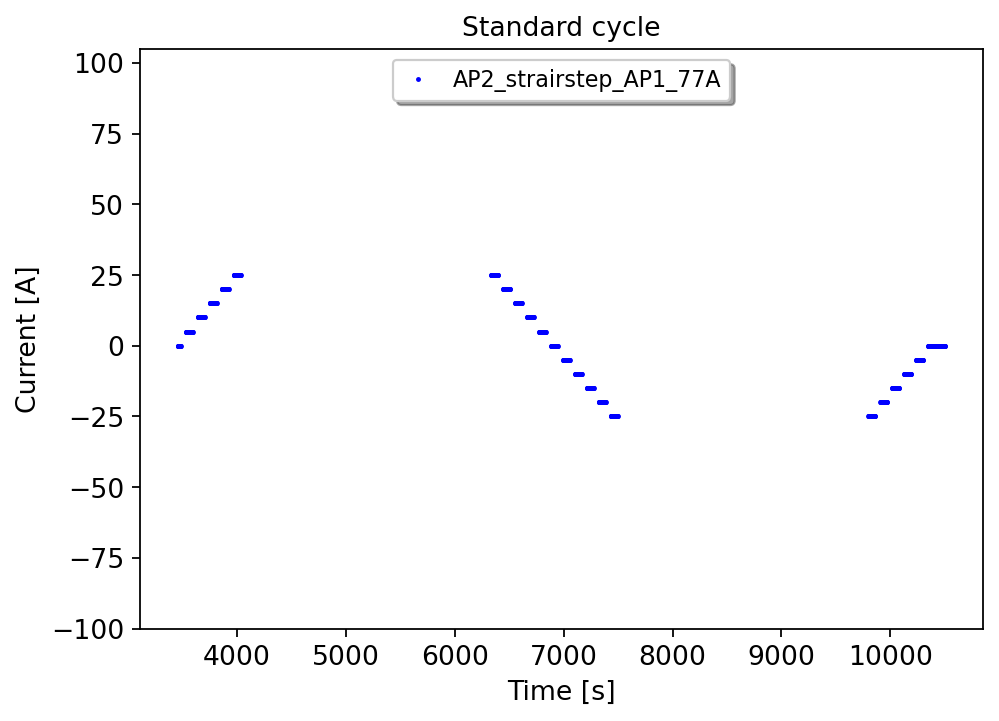 Standard cycle
AP2_strairstep_AP1_77A
100
75
50
25
0
−25
−50
−75
−100
Current [A]
4000 5000 6000 7000 8000 9000 10000
Time [s]